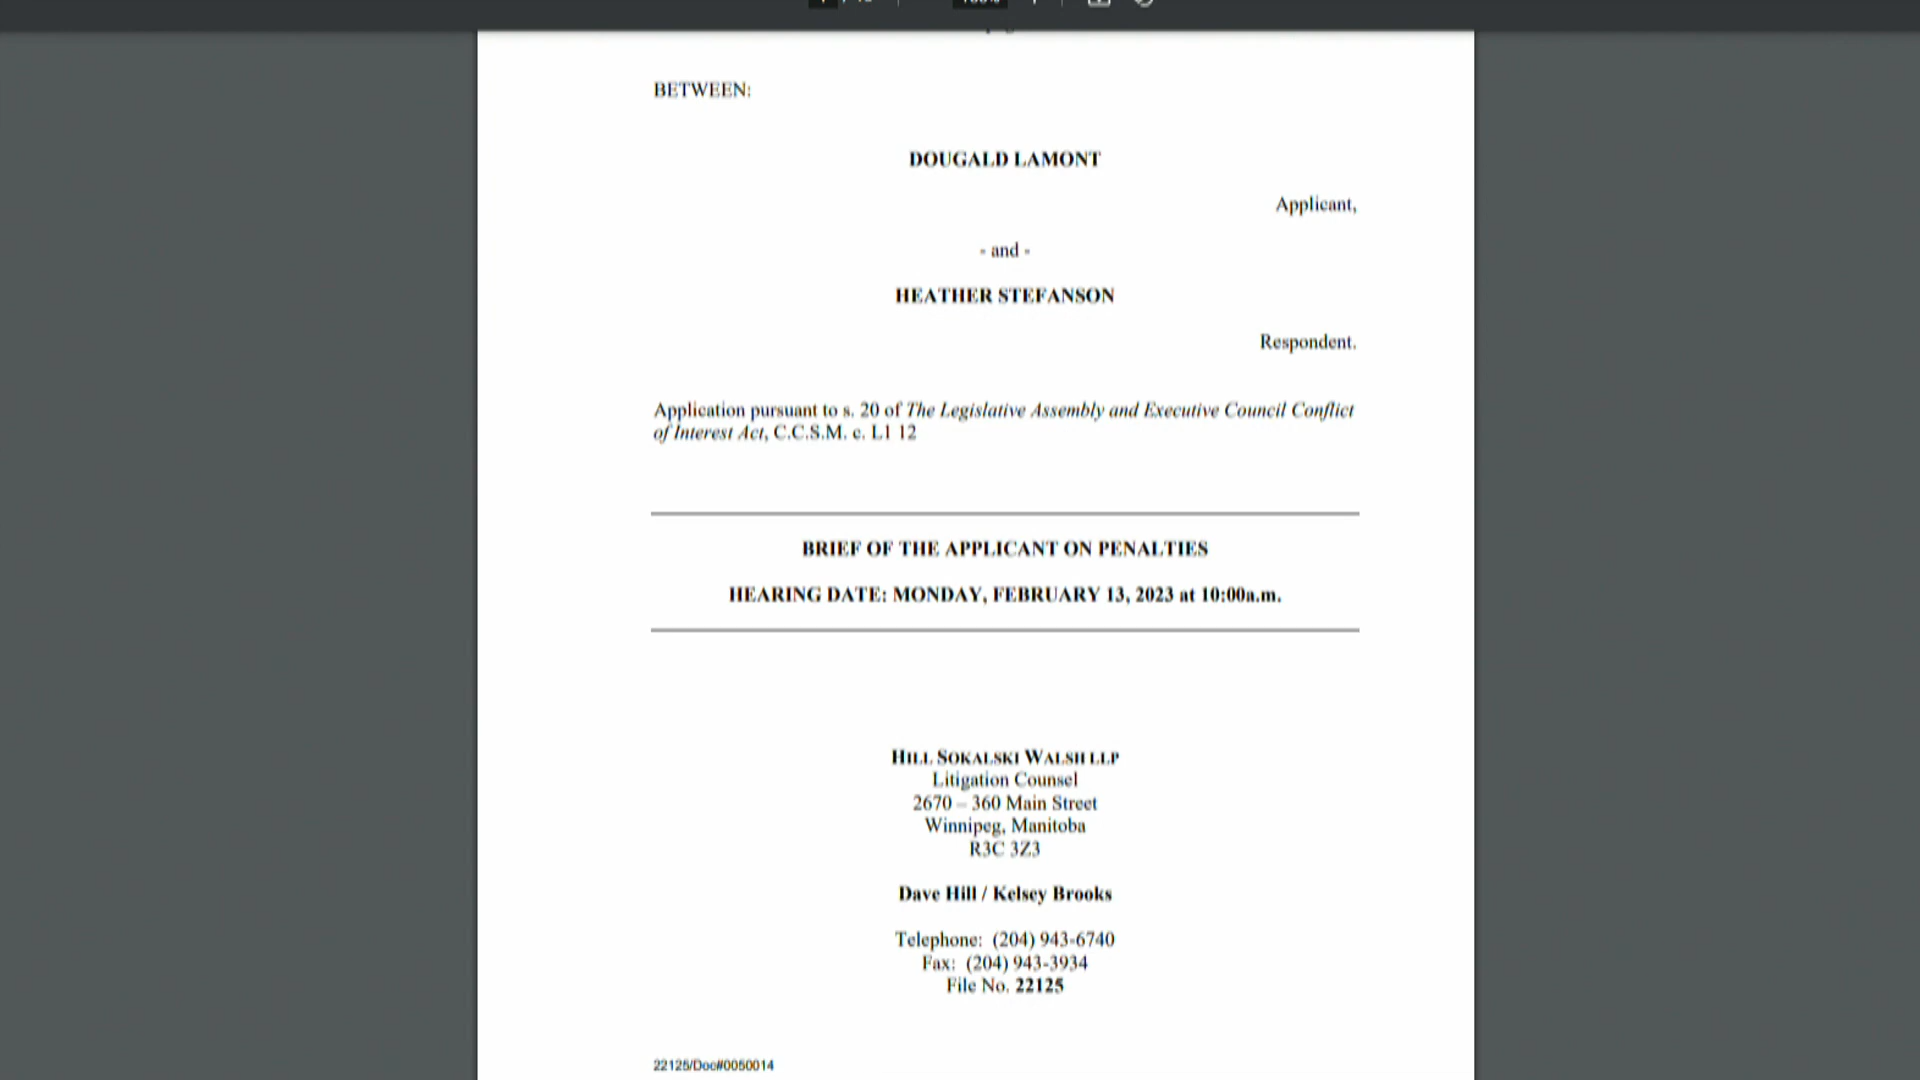 BETWEEN:
DOUGALD LAMONT
Applicant,
- and -
HEATHER STEFANSON
Respondent.
Application pursuant to s. 20 of The Legislative Assembly and Executive Council Conflict
of Interest Act, C.C.S.M. c. L1 12
BRIEF OF THE APPLICANT ON PENALTIES
HEARING DATE: MONDAY, FEBRUARY 13, 2023 at 10:00a.m.
HILL SOKALSKI WALSH LLP
Litigation Counsel
2670 – 360 Main Street
Winnipeg, Manitoba
R3C 3Z3
Dave Hill / Kelsey Brooks
Telephone: (204) 943-6740
Fax: (204) 943-3934
File No. 22125
22125/Doc#0050014